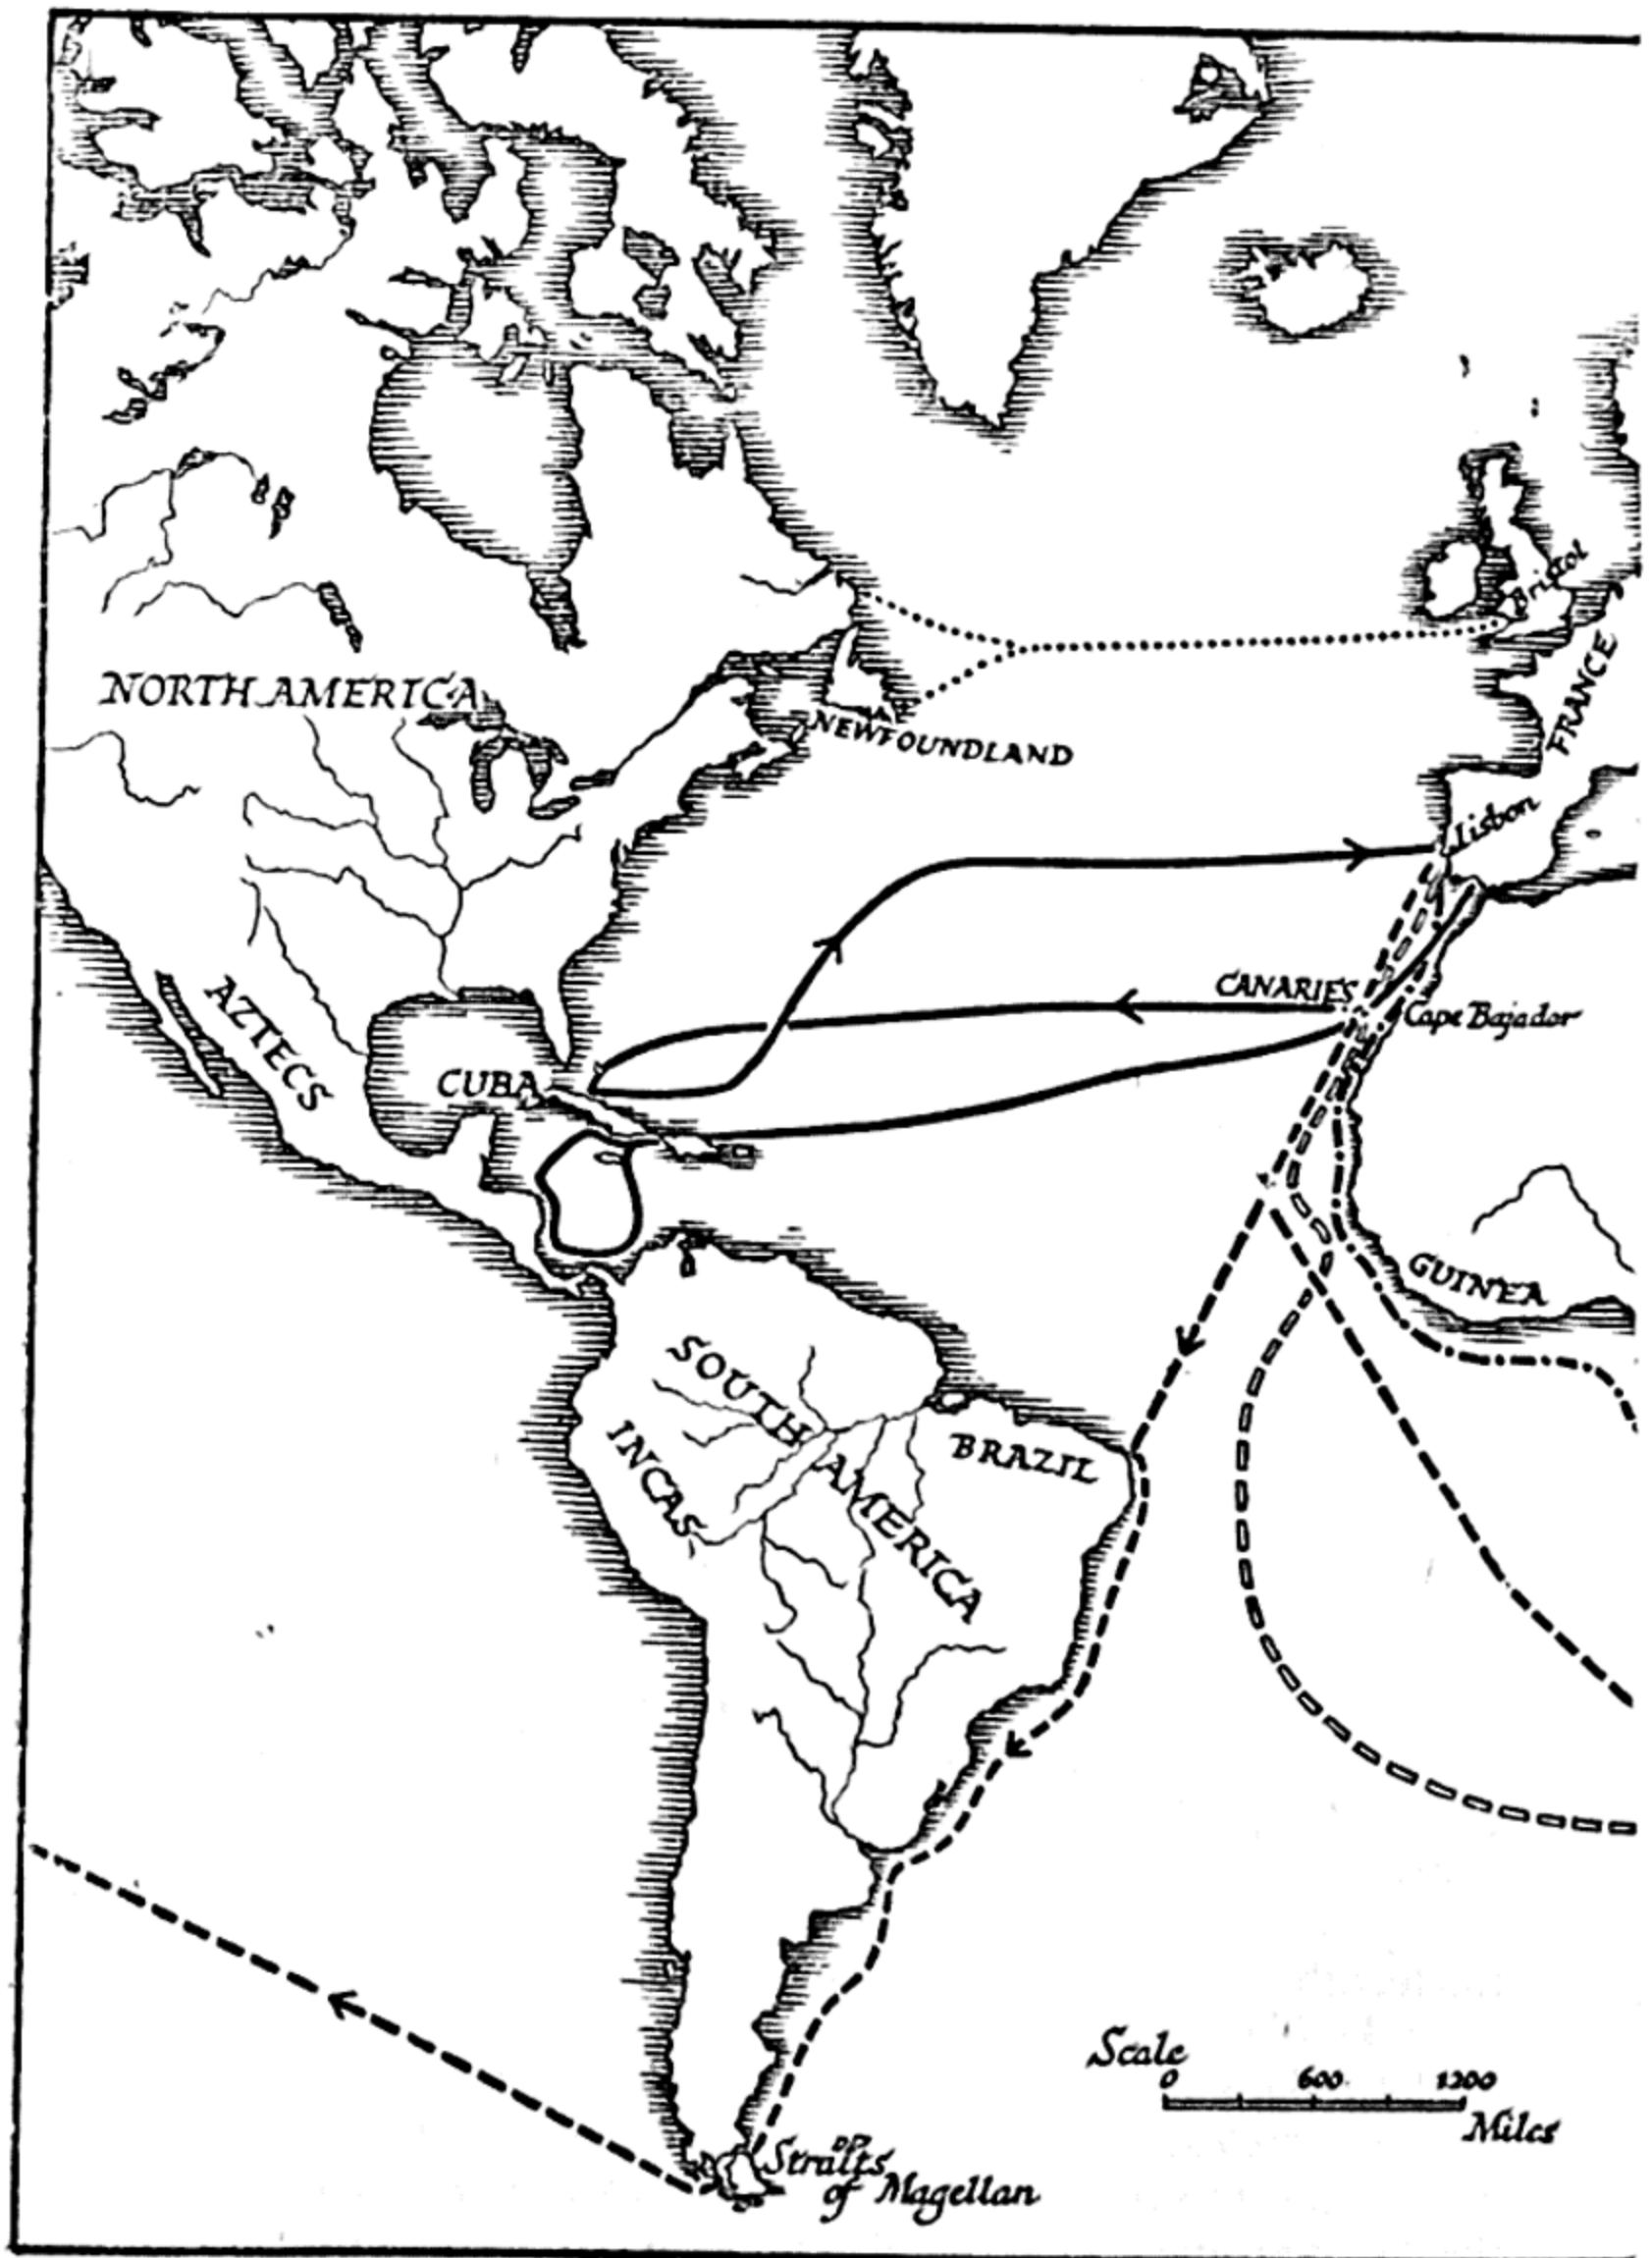 Bristol
NORTH AMERICA
FRANCE
NEWFOUNDLAND
Lisbon
CANARIES
Cape Bajador
AZTECS
CUBA
GUINEA
SOUTH AMERICA
INCAS
BRAZIL
Scale
0 600 1200
Miles
Straits
of Magellan